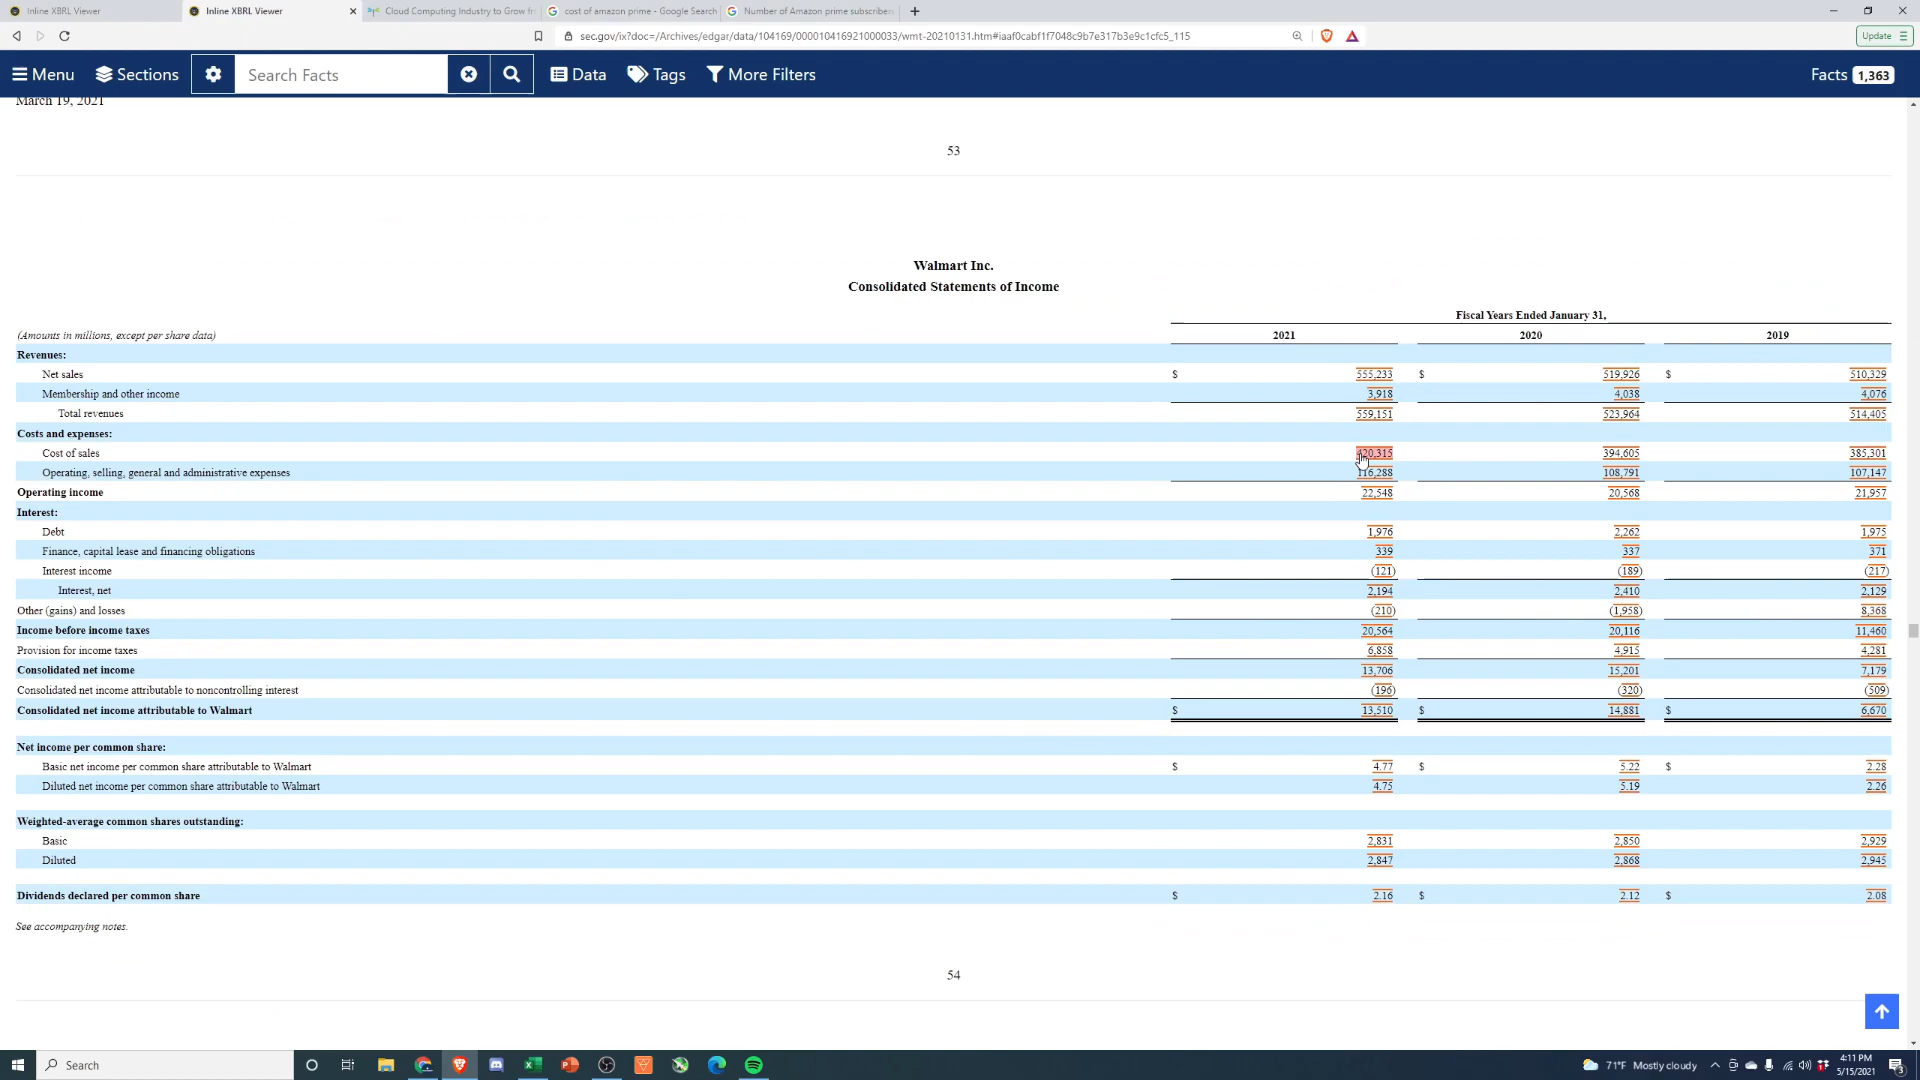 Inline XBRL Viewer
Inline XBRL Viewer
Cloud Computing Industry to Grow fr
cost of amazon prime - Google Search
Number of Amazon prime subscribers
sec.gov/ix?doc=/Archives/edgar/data/104169/000010416921000033/wmt-20210131.htm#iaaf0cabf1f7048c9b7e317b3e9c1cfc5_115
Update
Menu Sections Search Facts Data Tags More Filters Facts 1,363
March 19, 2021
53
Walmart Inc.
Consolidated Statements of Income
Fiscal Years Ended January 31,
(Amounts in millions, except per share data) 2021 2020 2019
Revenues:
Net sales $ 555,233 $ 519,926 $ 510,329
Membership and other income 3,918 4,038 4,076
Total revenues 559,151 523,964 514,405
Costs and expenses:
Cost of sales 420,315 394,605 385,301
Operating, selling, general and administrative expenses 116,288 108,791 107,147
Operating income 22,548 20,568 21,957
Interest:
Debt 1,976 2,262 1,975
Finance, capital lease and financing obligations 339 337 371
Interest income (121) (189) (217)
Interest, net 2,194 2,410 2,129
Other (gains) and losses (210) (1,958) 8,368
Income before income taxes 20,564 20,116 11,460
Provision for income taxes 6,858 4,915 4,281
Consolidated net income 13,706 15,201 7,179
Consolidated net income attributable to noncontrolling interest (196) (320) (509)
Consolidated net income attributable to Walmart $ 13,510 $ 14,881 $ 6,670
Net income per common share:
Basic net income per common share attributable to Walmart $ 4.77 $ 5.22 $ 2.28
Diluted net income per common share attributable to Walmart 4.75 5.19 2.26
Weighted-average common shares outstanding:
Basic 2,831 2,850 2,929
Diluted 2,847 2,868 2,945
Dividends declared per common share $ 2.16 $ 2.12 $ 2.08
See accompanying notes.
54
Search
71°F Mostly cloudy
4:11 PM
5/15/2021
3